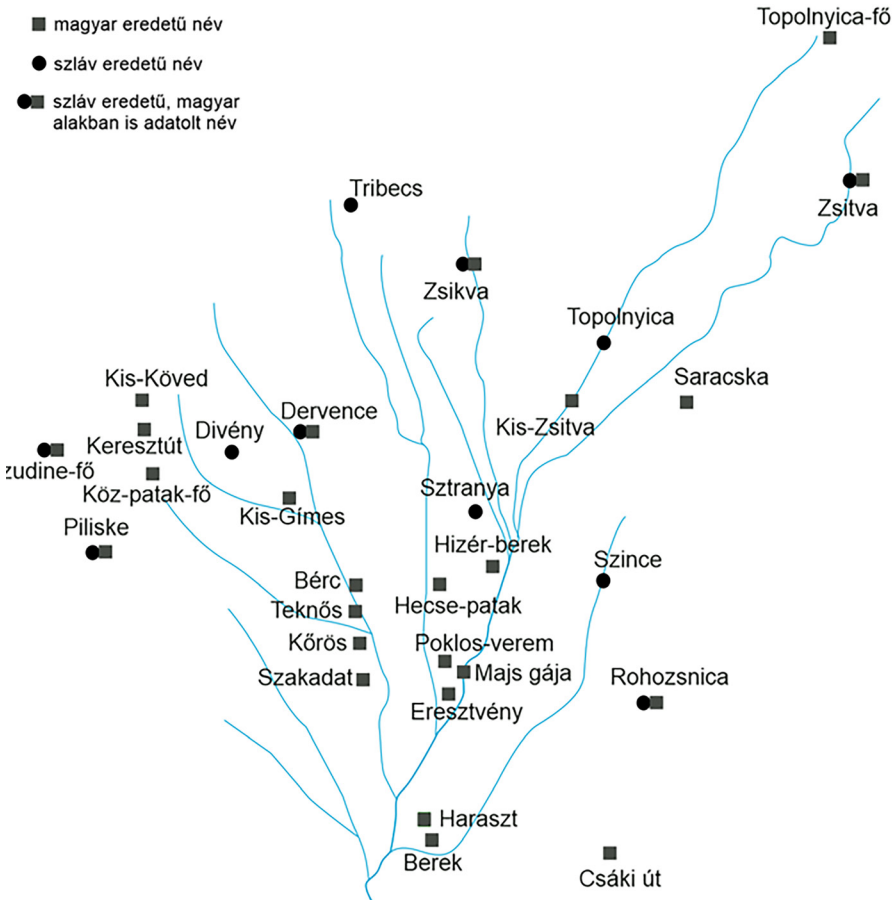 magyar eredetű név
szláv eredetű név
szláv eredetű, magyar
alakban is adatolt név
Topolnyica-fő
Tribecs
Zsitva
Zsikva
Topolnyica
Kis-Köved
Saracska
Dervence
Divény
Kis-Zsitva
Keresztút
zudine-fő
Köz-patak-fő
Sztranya
Kis-Gímes
Piliske
Hizér-berek
Szince
Bérc
Hecse-patak
Teknős
Kőrös
Poklos-verem
Szakadat
Majs gája
Rohozsnica
Eresztvény
Haraszt
Berek
Csáki út